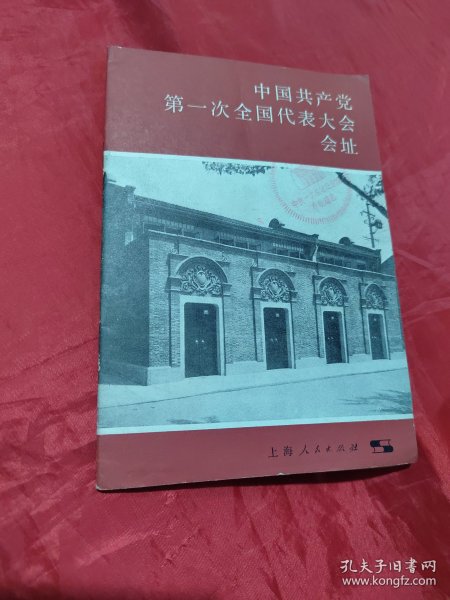 中国共产党
第一次全国代表大会
会址
上海人民出版社
孔夫子旧书网
www.kongfz.com